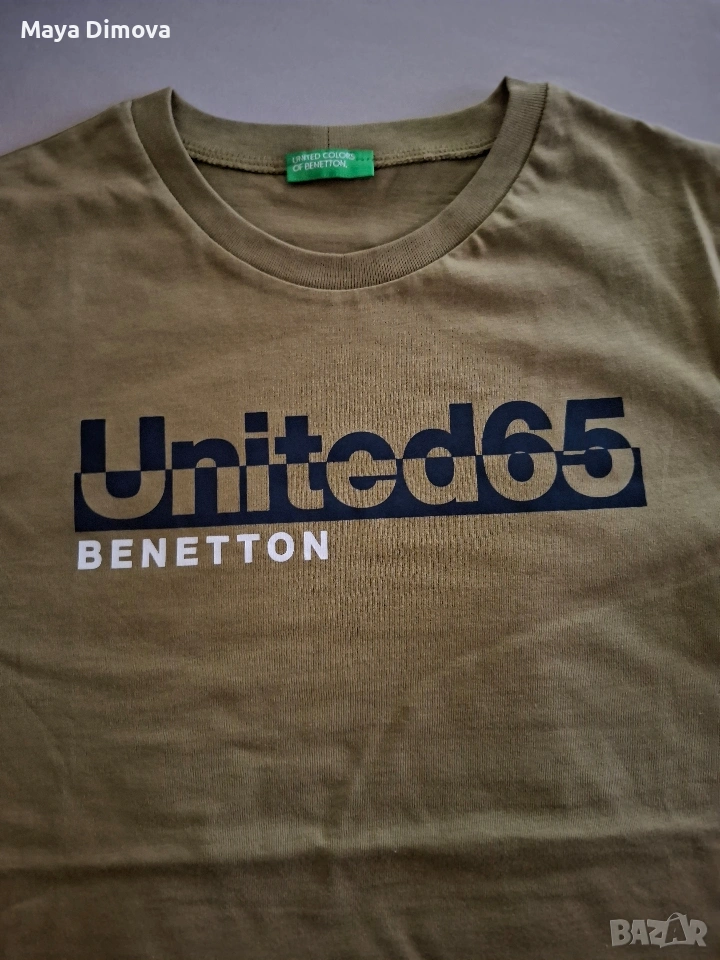 Maya Dimova
UNITED COLORS
OF BENETTON.
United65
BENETTON
BAZAR